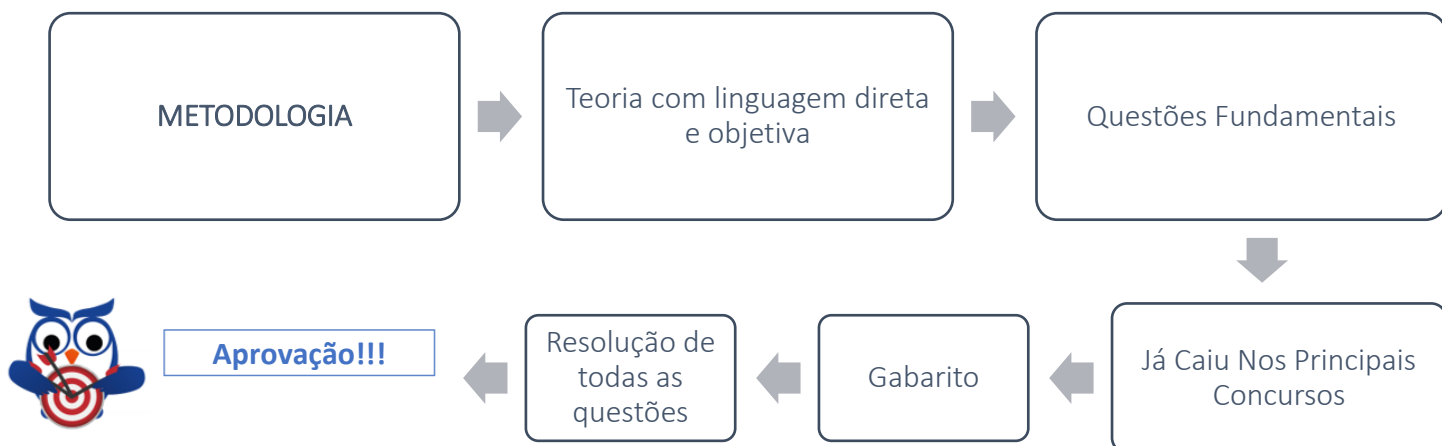 METODOLOGIA
Teoria com linguagem direta
e objetiva
Questões Fundamentais
Já Caiu Nos Principais
Concursos
Gabarito
Resolução de
todas as
questões
Aprovação!!!